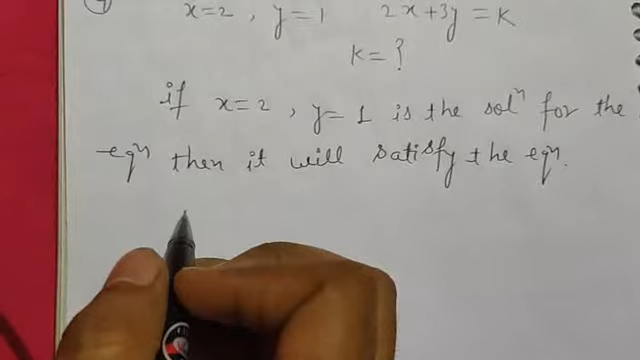 4
x=2 , y=1 2x+3y=K
K=?
if x=2 , y=1 is the solⁿ for the
eqⁿ then it will satisfy the eqⁿ.